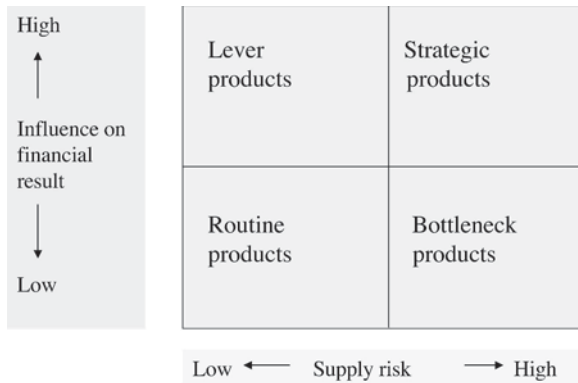 High
Influence on
financial
result
Low
Lever
products
Strategic
products
Routine
products
Bottleneck
products
Low
Supply risk
High